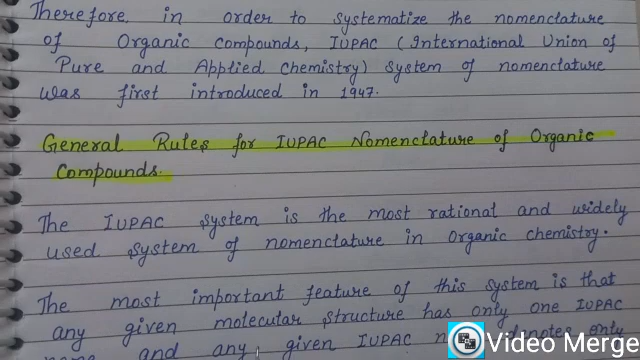 Therefore, in order to systematize the nomenclature
of Organic compounds, IUPAC (International Union of
Pure and Applied Chemistry) system of nomenclature
was first introduced in 1947.
General Rules for IUPAC Nomenclature of Organic
Compounds.
The IUPAC system is the most rational and widely
used system of nomenclature in Organic chemistry.
The most important feature of this system is that
any given molecular structure has only one IUPAC
and any given IUPAC denotes only
Video Merge